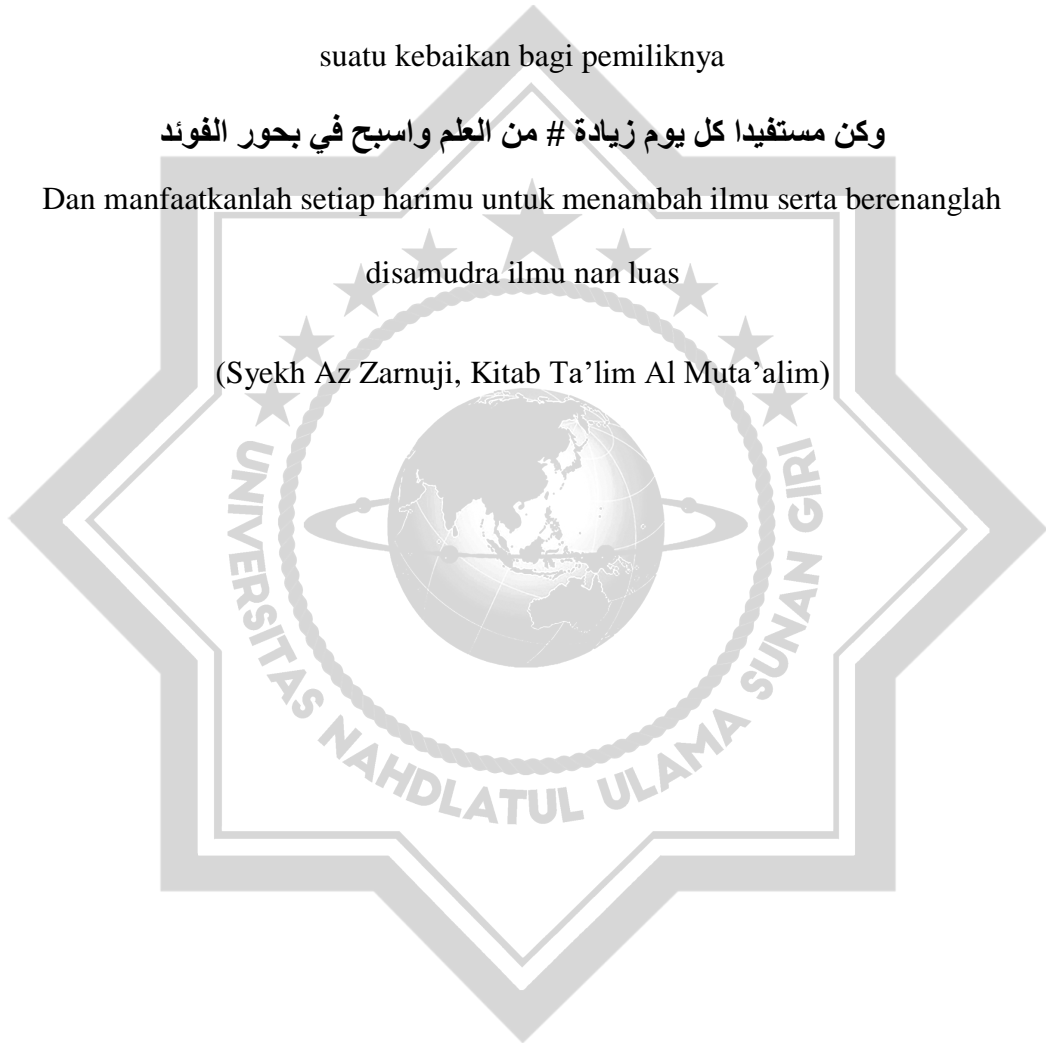 suatu kebaikan bagi pemiliknya
وكن مستفيدا كل يوم زيادة # من العلم واسبح في بحور الفوئد
Dan manfaatkanlah setiap harimu untuk menambah ilmu serta berenanglah
disamudra ilmu nan luas
(Syekh Az Zarnuji, Kitab Ta’lim Al Muta’alim)
UNIVERSITAS NAHDLATUL ULAMA SUNAN GIRI